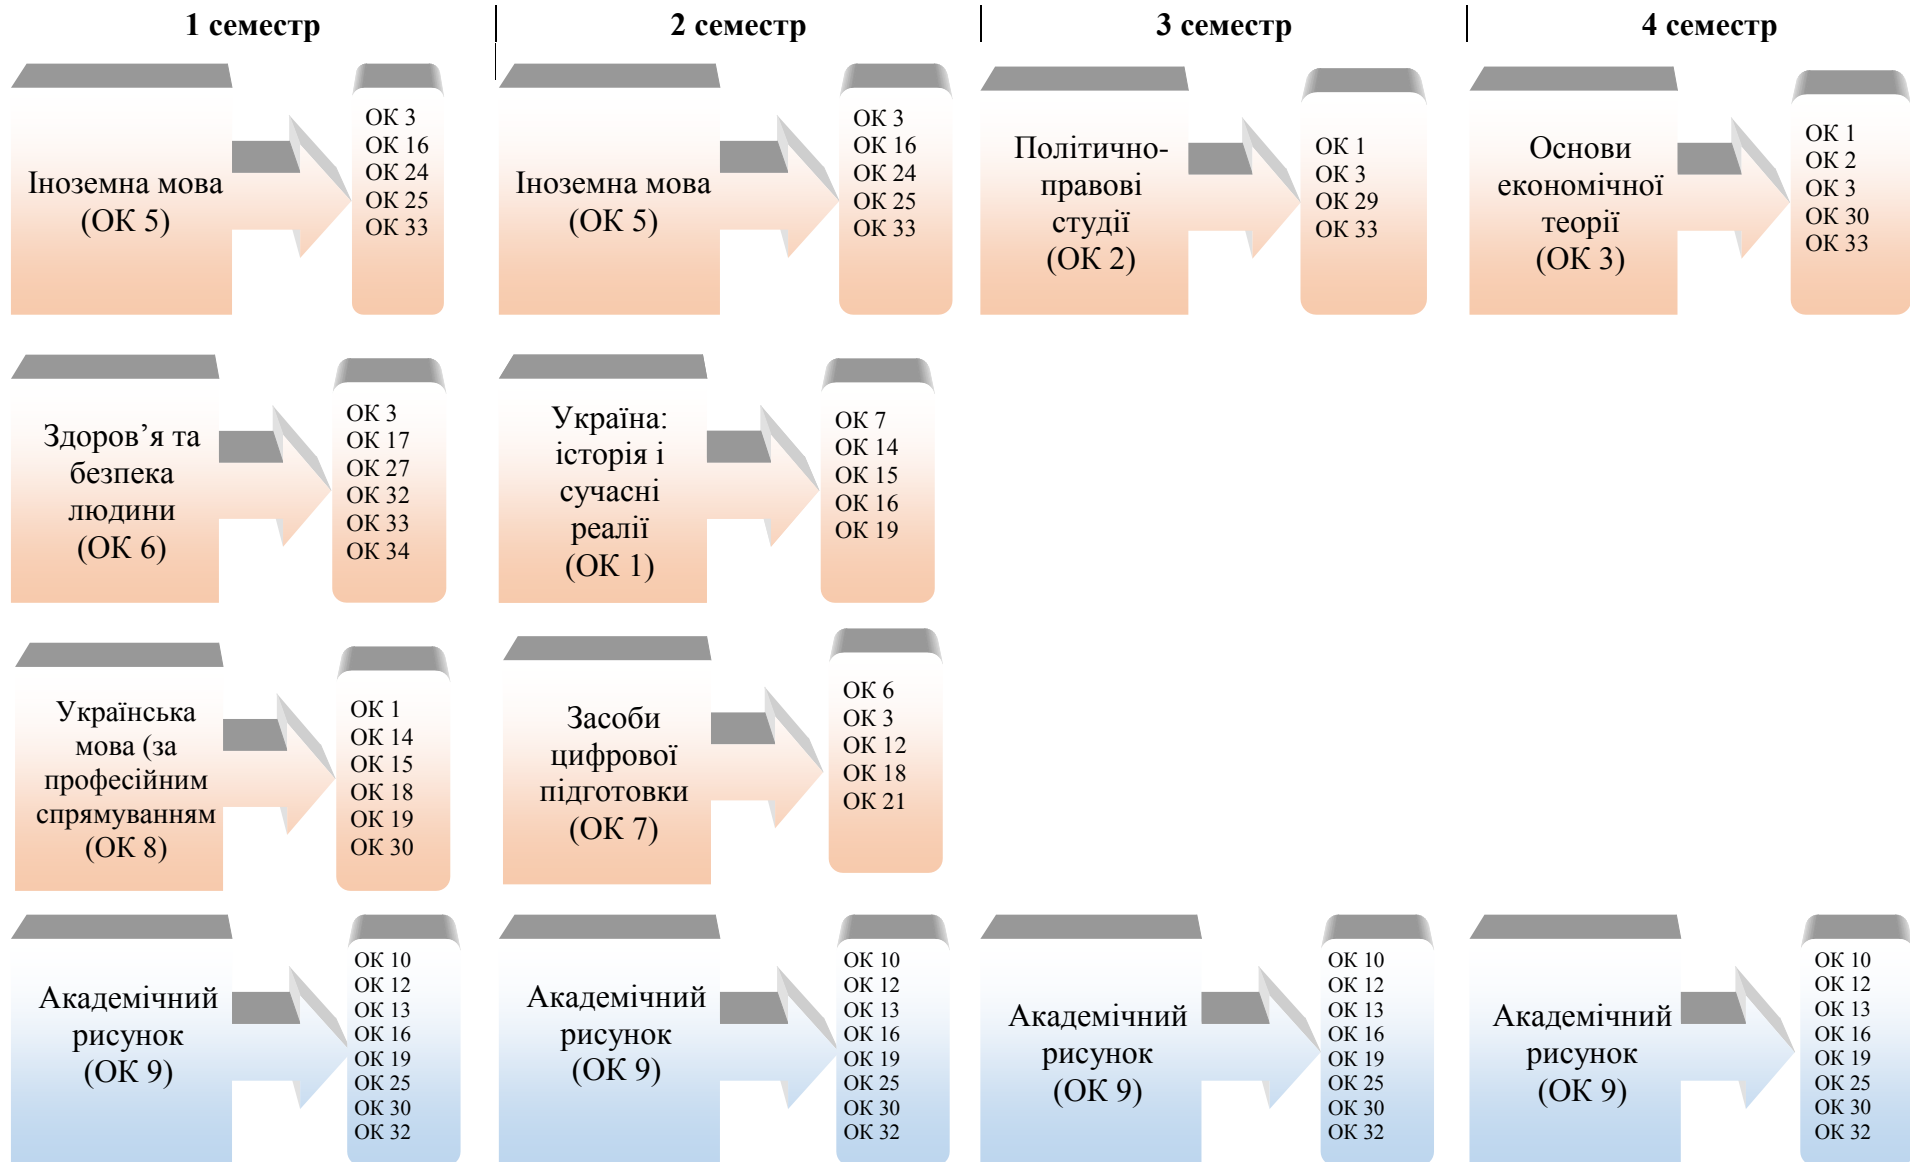 1 семестр
2 семестр
3 семестр
4 семестр
Іноземна мова
(ОК 5)
ОК 3
ОК 16
ОК 24
ОК 25
ОК 33
Іноземна мова
(ОК 5)
ОК 3
ОК 16
ОК 24
ОК 25
ОК 33
Політично-
правові
студії
(ОК 2)
ОК 1
ОК 3
ОК 29
ОК 33
Основи
економічної
теорії
(ОК 3)
ОК 1
ОК 2
ОК 3
ОК 30
ОК 33
Здоров’я та
безпека
людини
(ОК 6)
ОК 3
ОК 17
ОК 27
ОК 32
ОК 33
ОК 34
Україна:
історія і
сучасні
реалії
(ОК 1)
ОК 7
ОК 14
ОК 15
ОК 16
ОК 19
Українська
мова (за
професійним
спрямуванням
(ОК 8)
ОК 1
ОК 14
ОК 15
ОК 18
ОК 19
ОК 30
Засоби
цифрової
підготовки
(ОК 7)
ОК 6
ОК 3
ОК 12
ОК 18
ОК 21
Академічний
рисунок
(ОК 9)
ОК 10
ОК 12
ОК 13
ОК 16
ОК 19
ОК 25
ОК 30
ОК 32
Академічний
рисунок
(ОК 9)
ОК 10
ОК 12
ОК 13
ОК 16
ОК 19
ОК 25
ОК 30
ОК 32
Академічний
рисунок
(ОК 9)
ОК 10
ОК 12
ОК 13
ОК 16
ОК 19
ОК 25
ОК 30
ОК 32
Академічний
рисунок
(ОК 9)
ОК 10
ОК 12
ОК 13
ОК 16
ОК 19
ОК 25
ОК 30
ОК 32